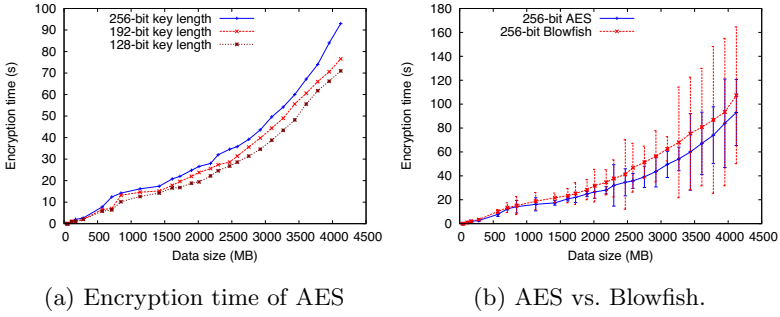 256-bit key length
192-bit key length
128-bit key length
Encryption time (s)
100
90
80
70
60
50
40
30
20
10
0
0 500 1000 1500 2000 2500 3000 3500 4000 4500
Data size (MB)
(a) Encryption time of AES
256-bit AES
256-bit Blowfish
Encryption time (s)
180
160
140
120
100
80
60
40
20
0
0 500 1000 1500 2000 2500 3000 3500 4000 4500
Data size (MB)
(b) AES vs. Blowfish.